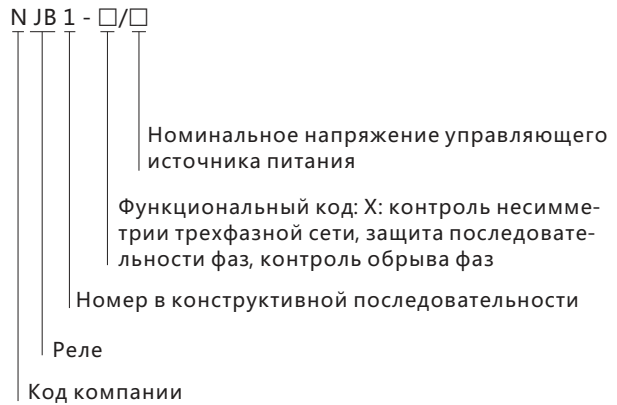 N JB 1 - □/□
Номинальное напряжение управляющего
источника питания
Функциональный код: X: контроль несимме-
трии трехфазной сети, защита последовате-
льности фаз, контроль обрыва фаз
Номер в конструктивной последовательности
Реле
Код компании